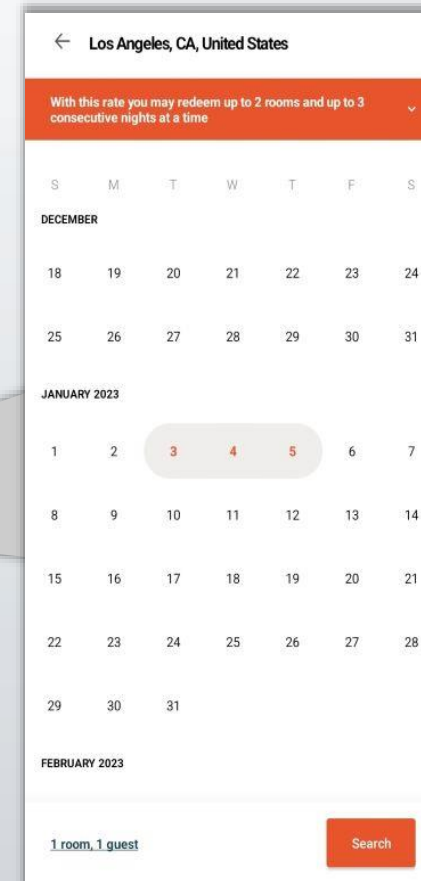 Los Angeles, CA, United States
With this rate you may redeem up to 2 rooms and up to 3
consecutive nights at a time
S M T W T F S
DECEMBER
18 19 20 21 22 23 24
25 26 27 28 29 30 31
JANUARY 2023
1 2 3 4 5 6 7
8 9 10 11 12 13 14
15 16 17 18 19 20 21
22 23 24 25 26 27 28
29 30 31
FEBRUARY 2023
1 room, 1 guest Search